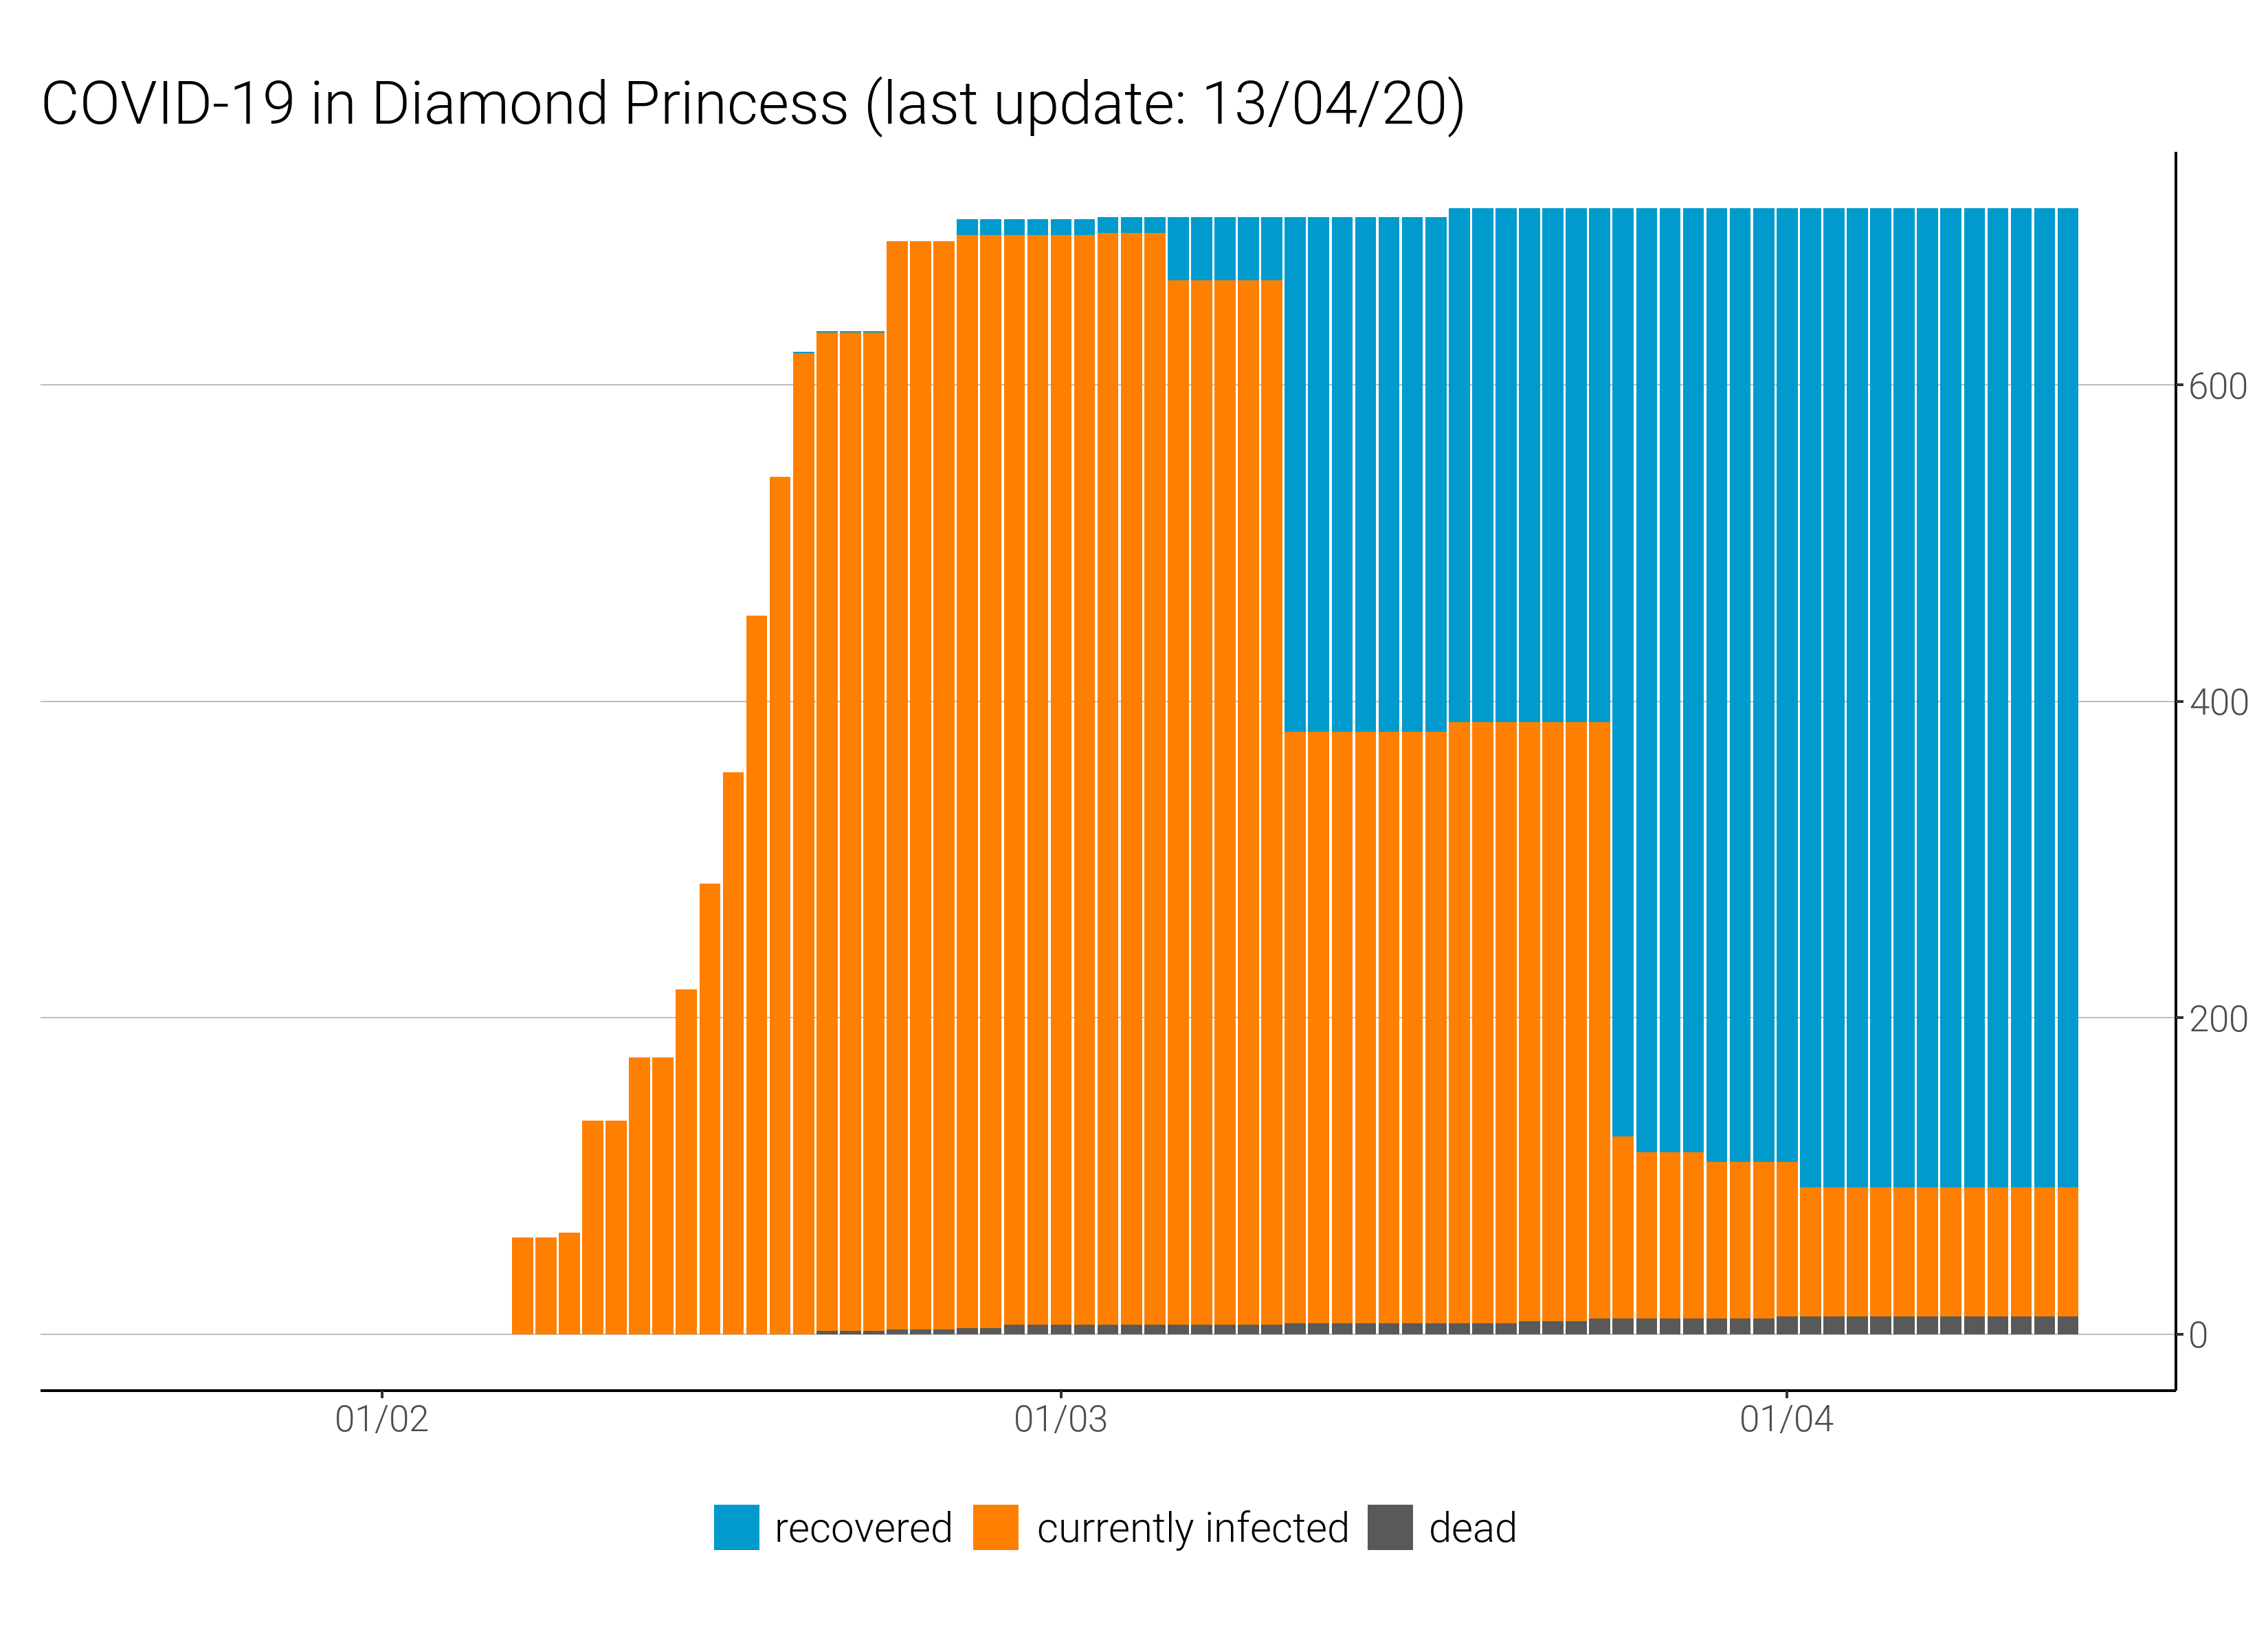 COVID-19 in Diamond Princess (last update: 13/04/20)
600
400
200
0
01/02 01/03 01/04
recovered currently infected dead